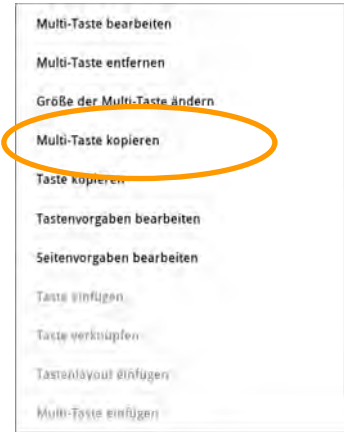 Multi-Taste bearbeiten
Multi-Taste entfernen
Größe der Multi-Taste ändern
Multi-Taste kopieren
Taste kopieren
Tastenvorgaben bearbeiten
Seitenvorgaben bearbeiten
Taste einfügen
Taste verknüpfen
Tastenlayout einfügen
Multi-Taste einfügen